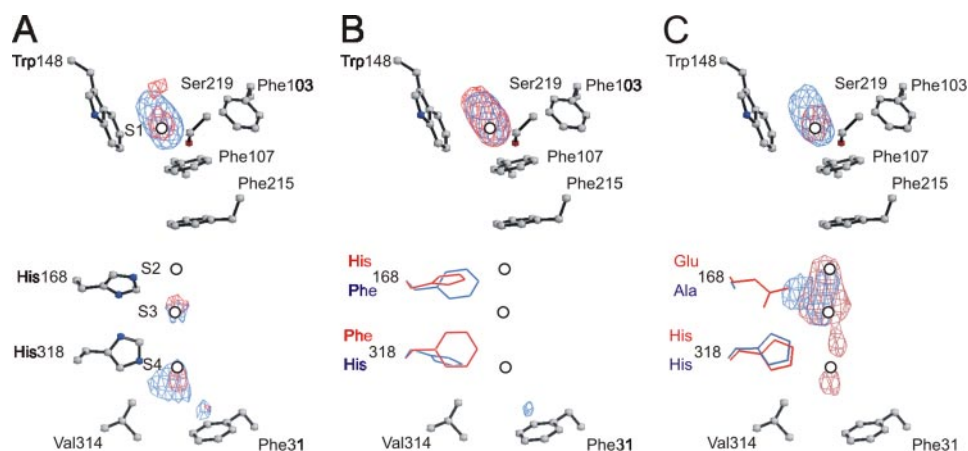 A
Trp148
Ser219
Phe103
S1
Phe107
Phe215
His168
S2
S3
His318
S4
Val314
Phe31
B
Trp148
Ser219
Phe103
Phe107
Phe215
His
168
Phe
Phe
318
His
Val314
Phe31
C
Trp148
Ser219
Phe103
Phe107
Phe215
Glu
168
Ala
His
318
His
Val314
Phe31